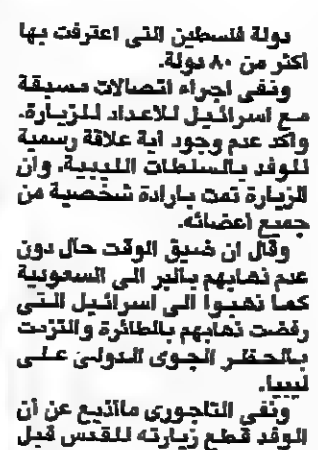 دولة فلسطين التى اعترفت بها
اكثر من ٨٠ دولة.
ونفى اجراء اتصالات مسبقة
مع اسرائيل للاعداد للزيارة.
واكد عدم وجود اية علاقة رسمية
للوفد بالسلطات الليبية. وان
الزيارة تمت بارادة شخصية من
جميع اعضائه.
وقال ان ضيق الوقت حال دون
عدم ذهابهم بالبر الى السعودية
كما ذهبوا الى اسرائيل التى
رفضت ذهابهم بالطائرة والتزمت
بالحظر الجوى الدولى على
ليبيا.
ونفى التاجورى مااذيع عن أن
الوفد قطع زيارته للقدس قبل